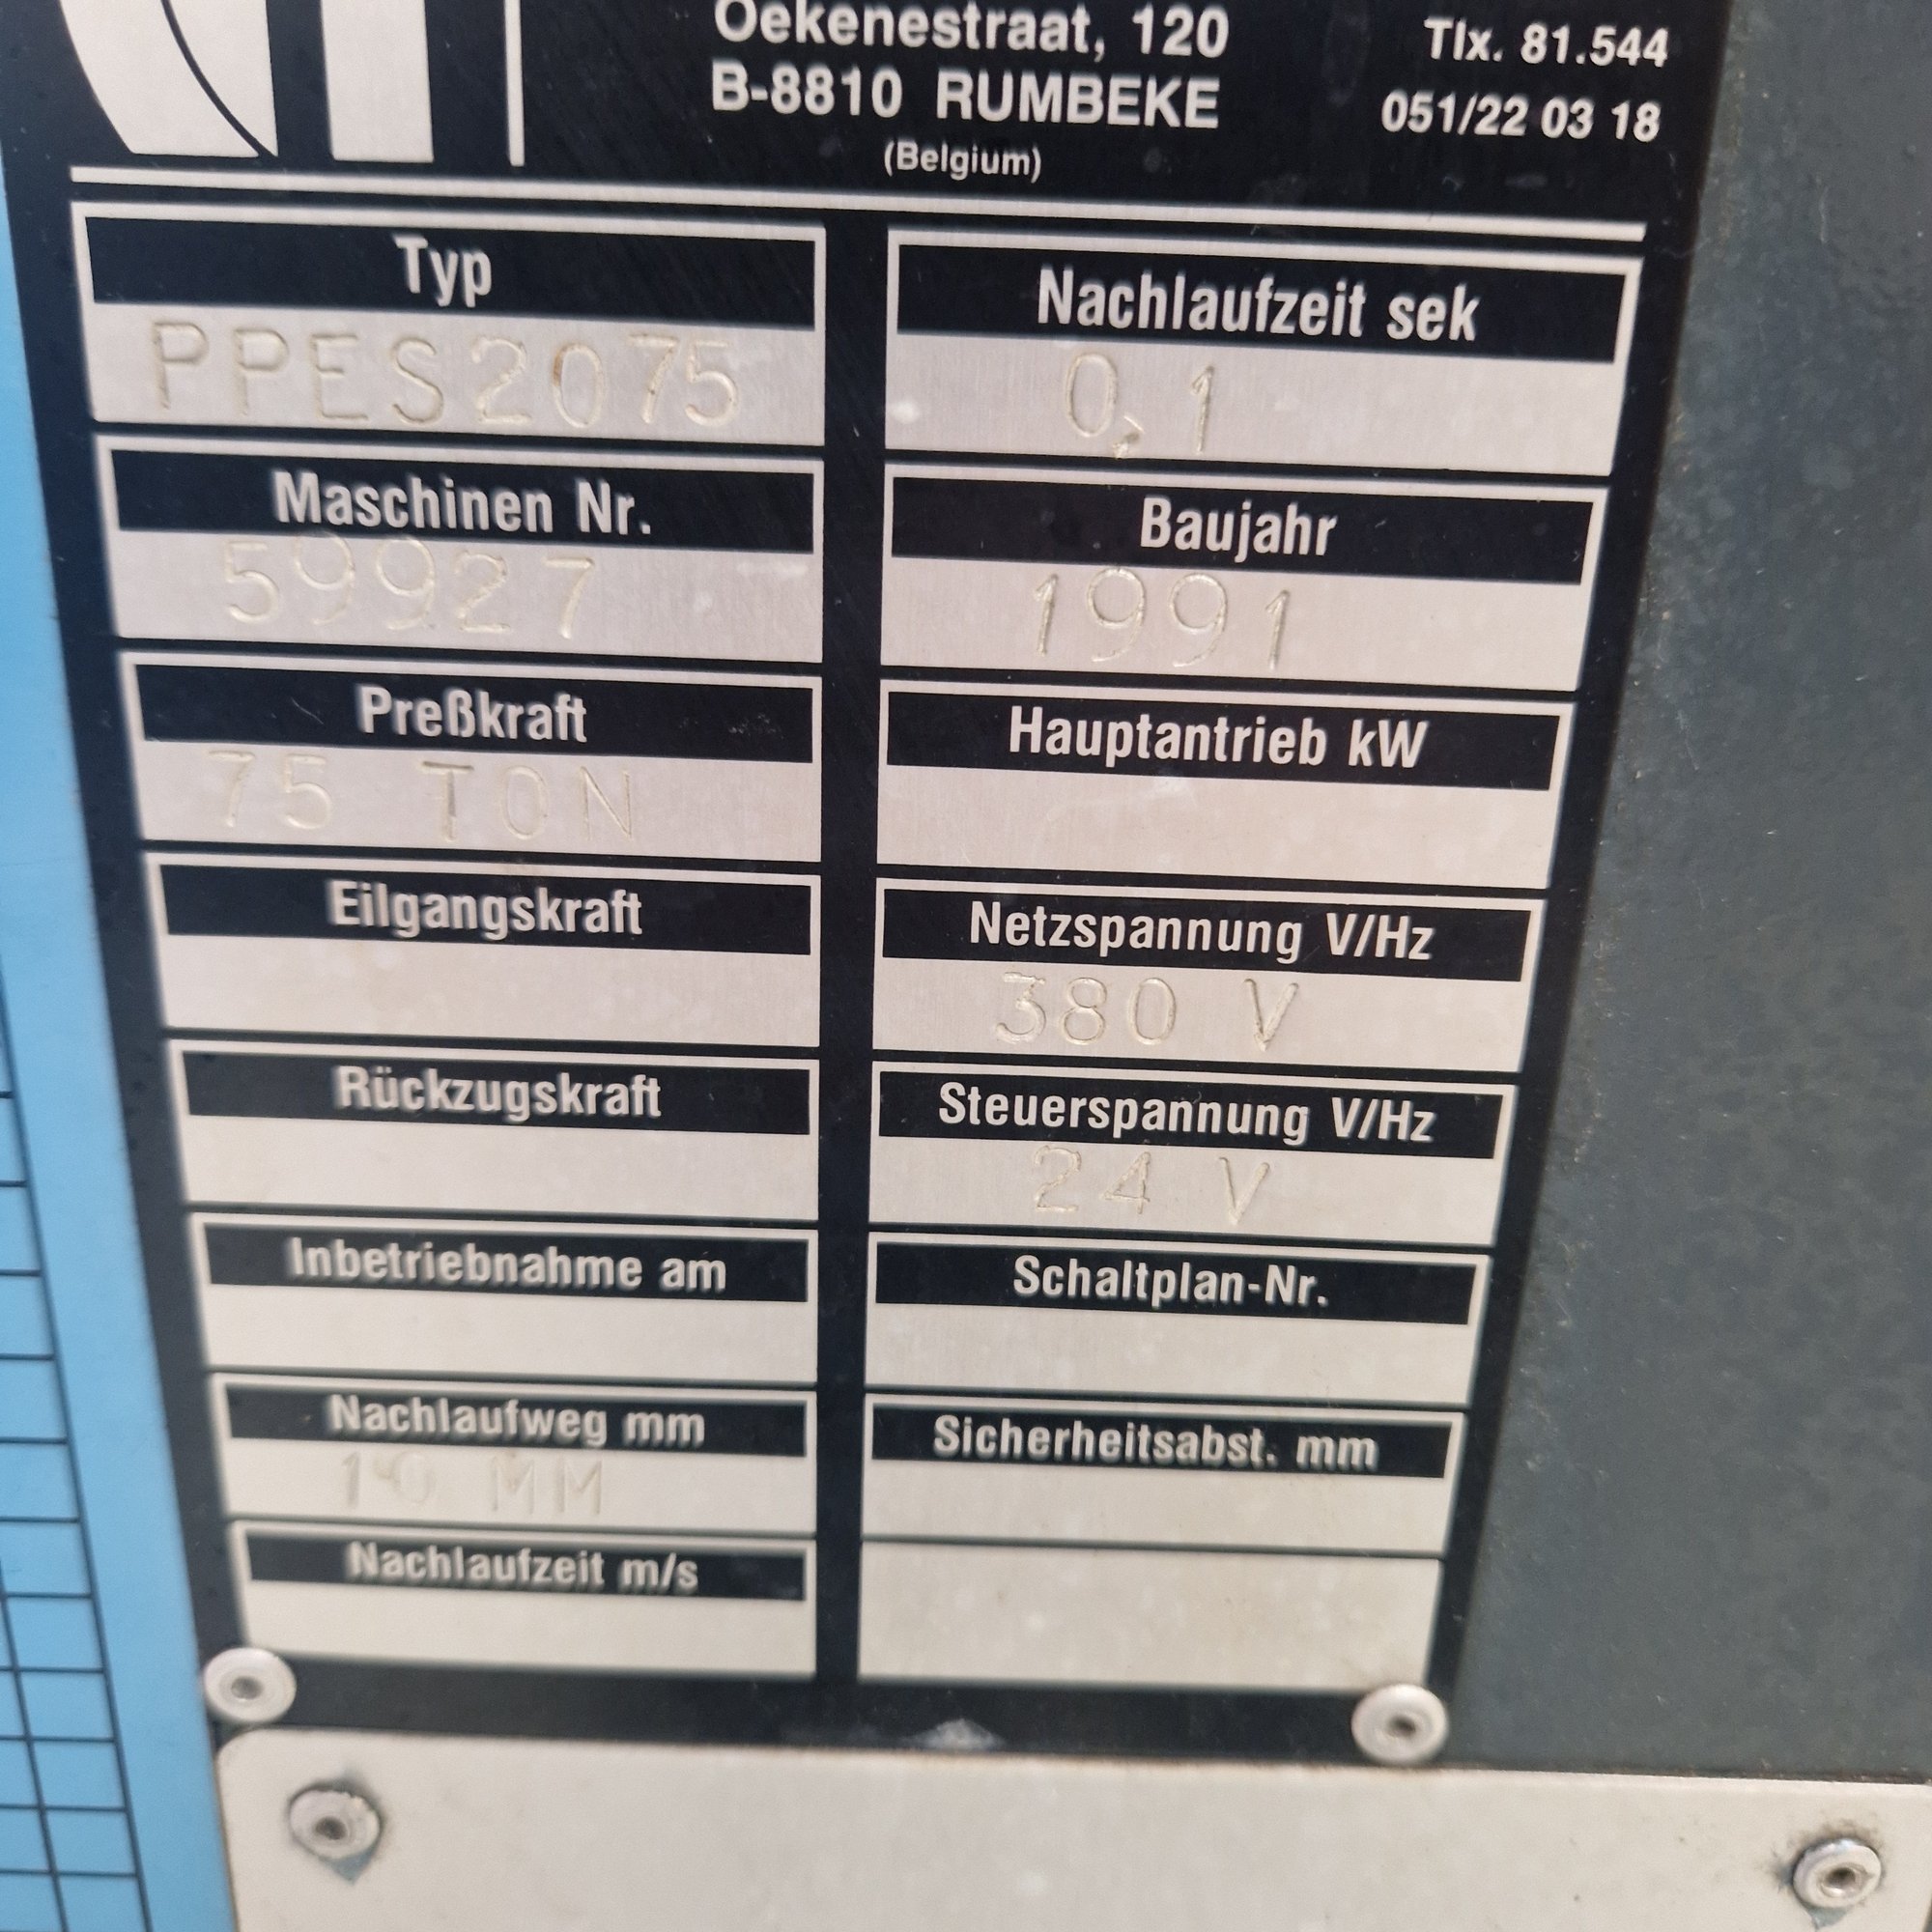 Oekenestraat, 120
Tlx. 81.544
B-8810 RUMBEKE
051/22 03 18
(Belgium)
Typ
PPES2075
Maschinen Nr.
59927
Preßkraft
75 TON
Eilgangskraft
Rückzugskraft
Inbetriebnahme am
Nachlaufweg mm
10 MM
Nachlaufzeit m/s
Nachlaufzeit sek
0,1
Baujahr
1991
Hauptantrieb kW
Netzspannung V/Hz
380 V
Steuerspannung V/Hz
24 V
Schaltplan-Nr.
Sicherheitsabst. mm